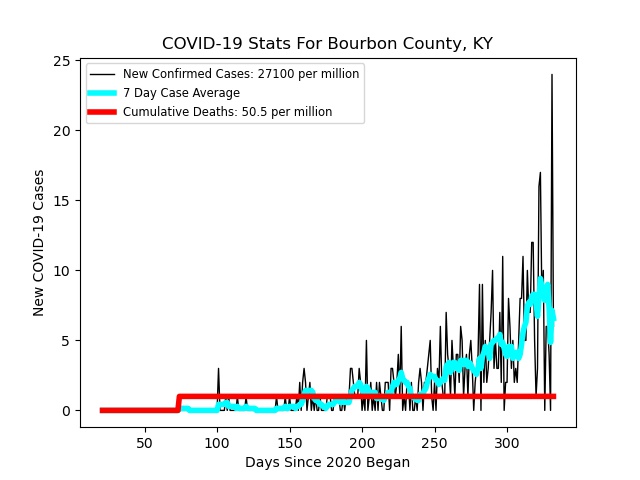 COVID-19 Stats For Bourbon County, KY
New Confirmed Cases: 27100 per million
7 Day Case Average
Cumulative Deaths: 50.5 per million
New COVID-19 Cases
25
20
15
10
5
0
50 100 150 200 250 300
Days Since 2020 Began